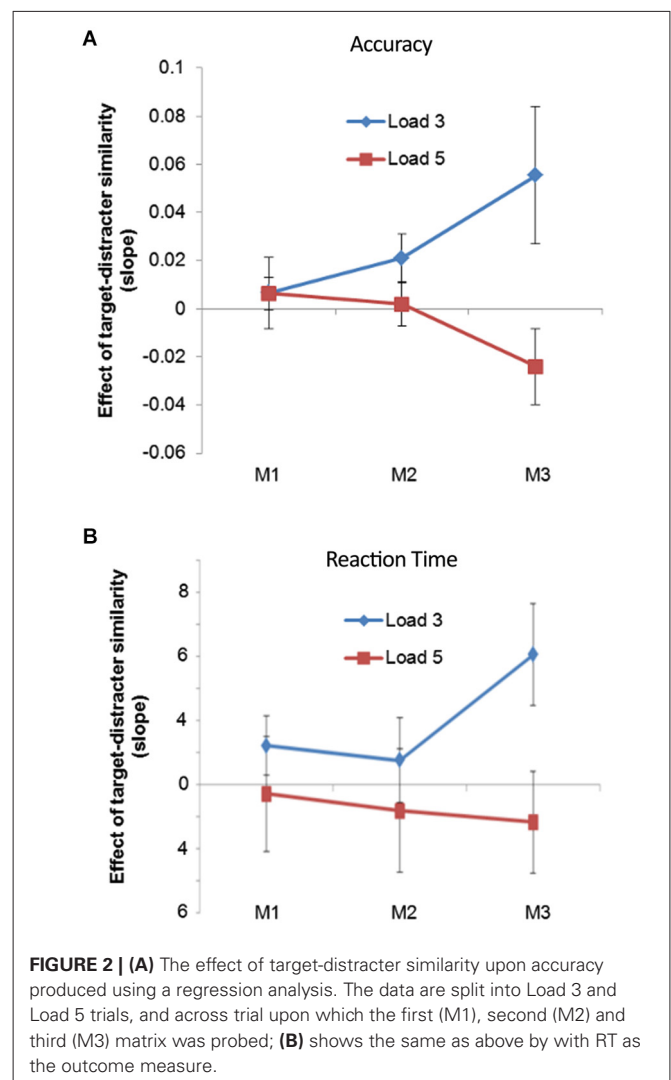 A
Accuracy
Effect of target-distracter similarity
(slope)
0.1
0.08
0.06
0.04
0.02
0
-0.02
-0.04
-0.06
Load 3
Load 5
M1 M2 M3
B
Reaction Time
Effect of target-distracter similarity
(slope)
8
6
4
0
4
6
Load 3
Load 5
M1 M2 M3
FIGURE 2 | (A) The effect of target-distracter similarity upon accuracy
produced using a regression analysis. The data are split into Load 3 and
Load 5 trials, and across trial upon which the first (M1), second (M2) and
third (M3) matrix was probed; (B) shows the same as above by with RT as
the outcome measure.